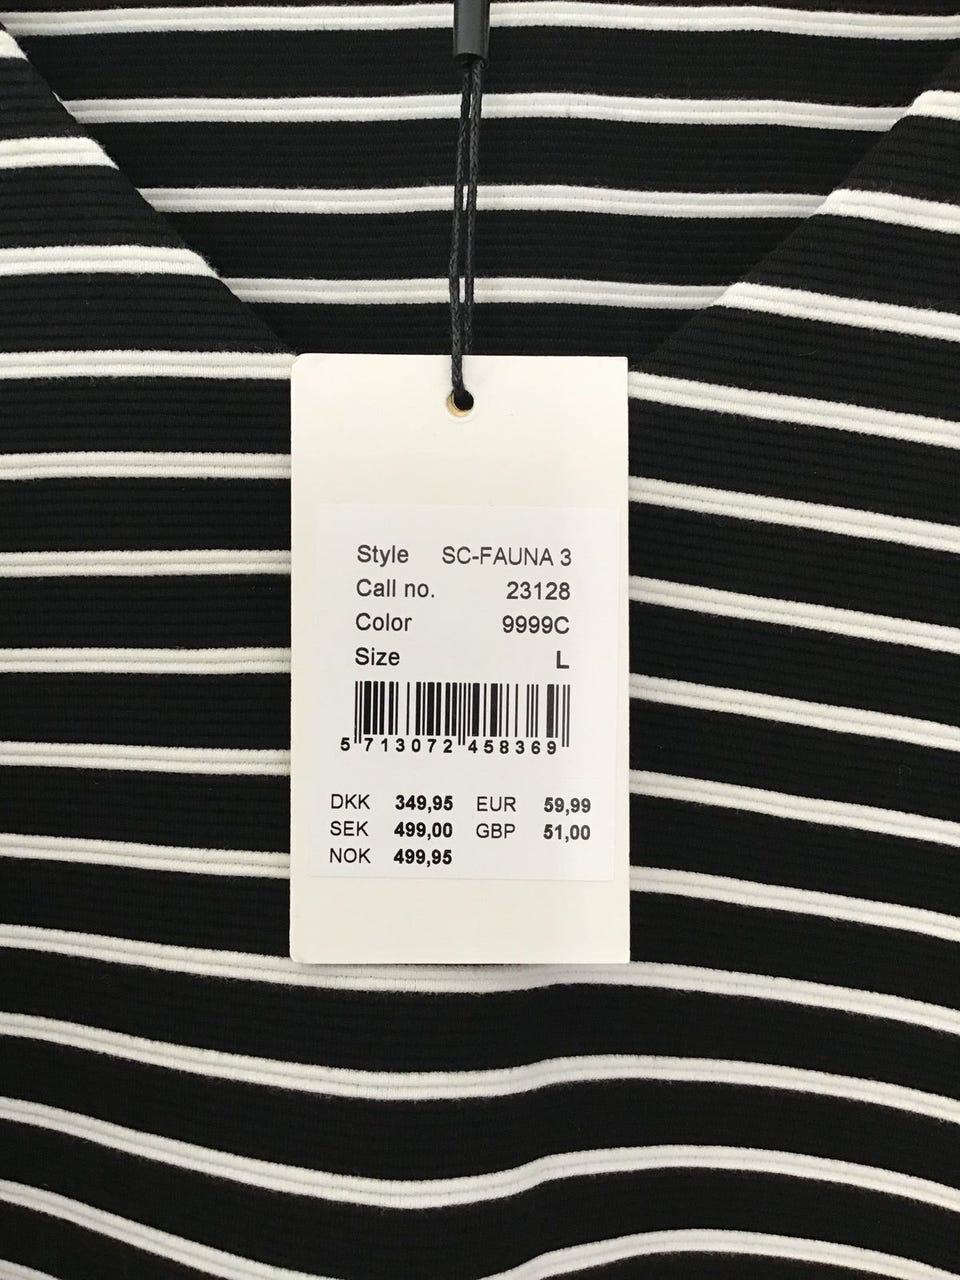 Style SC-FAUNA 3
Call no. 23128
Color 9999C
Size L
5 713072 458369
DKK 349,95 EUR 59,99
SEK 499,00 GBP 51,00
NOK 499,95